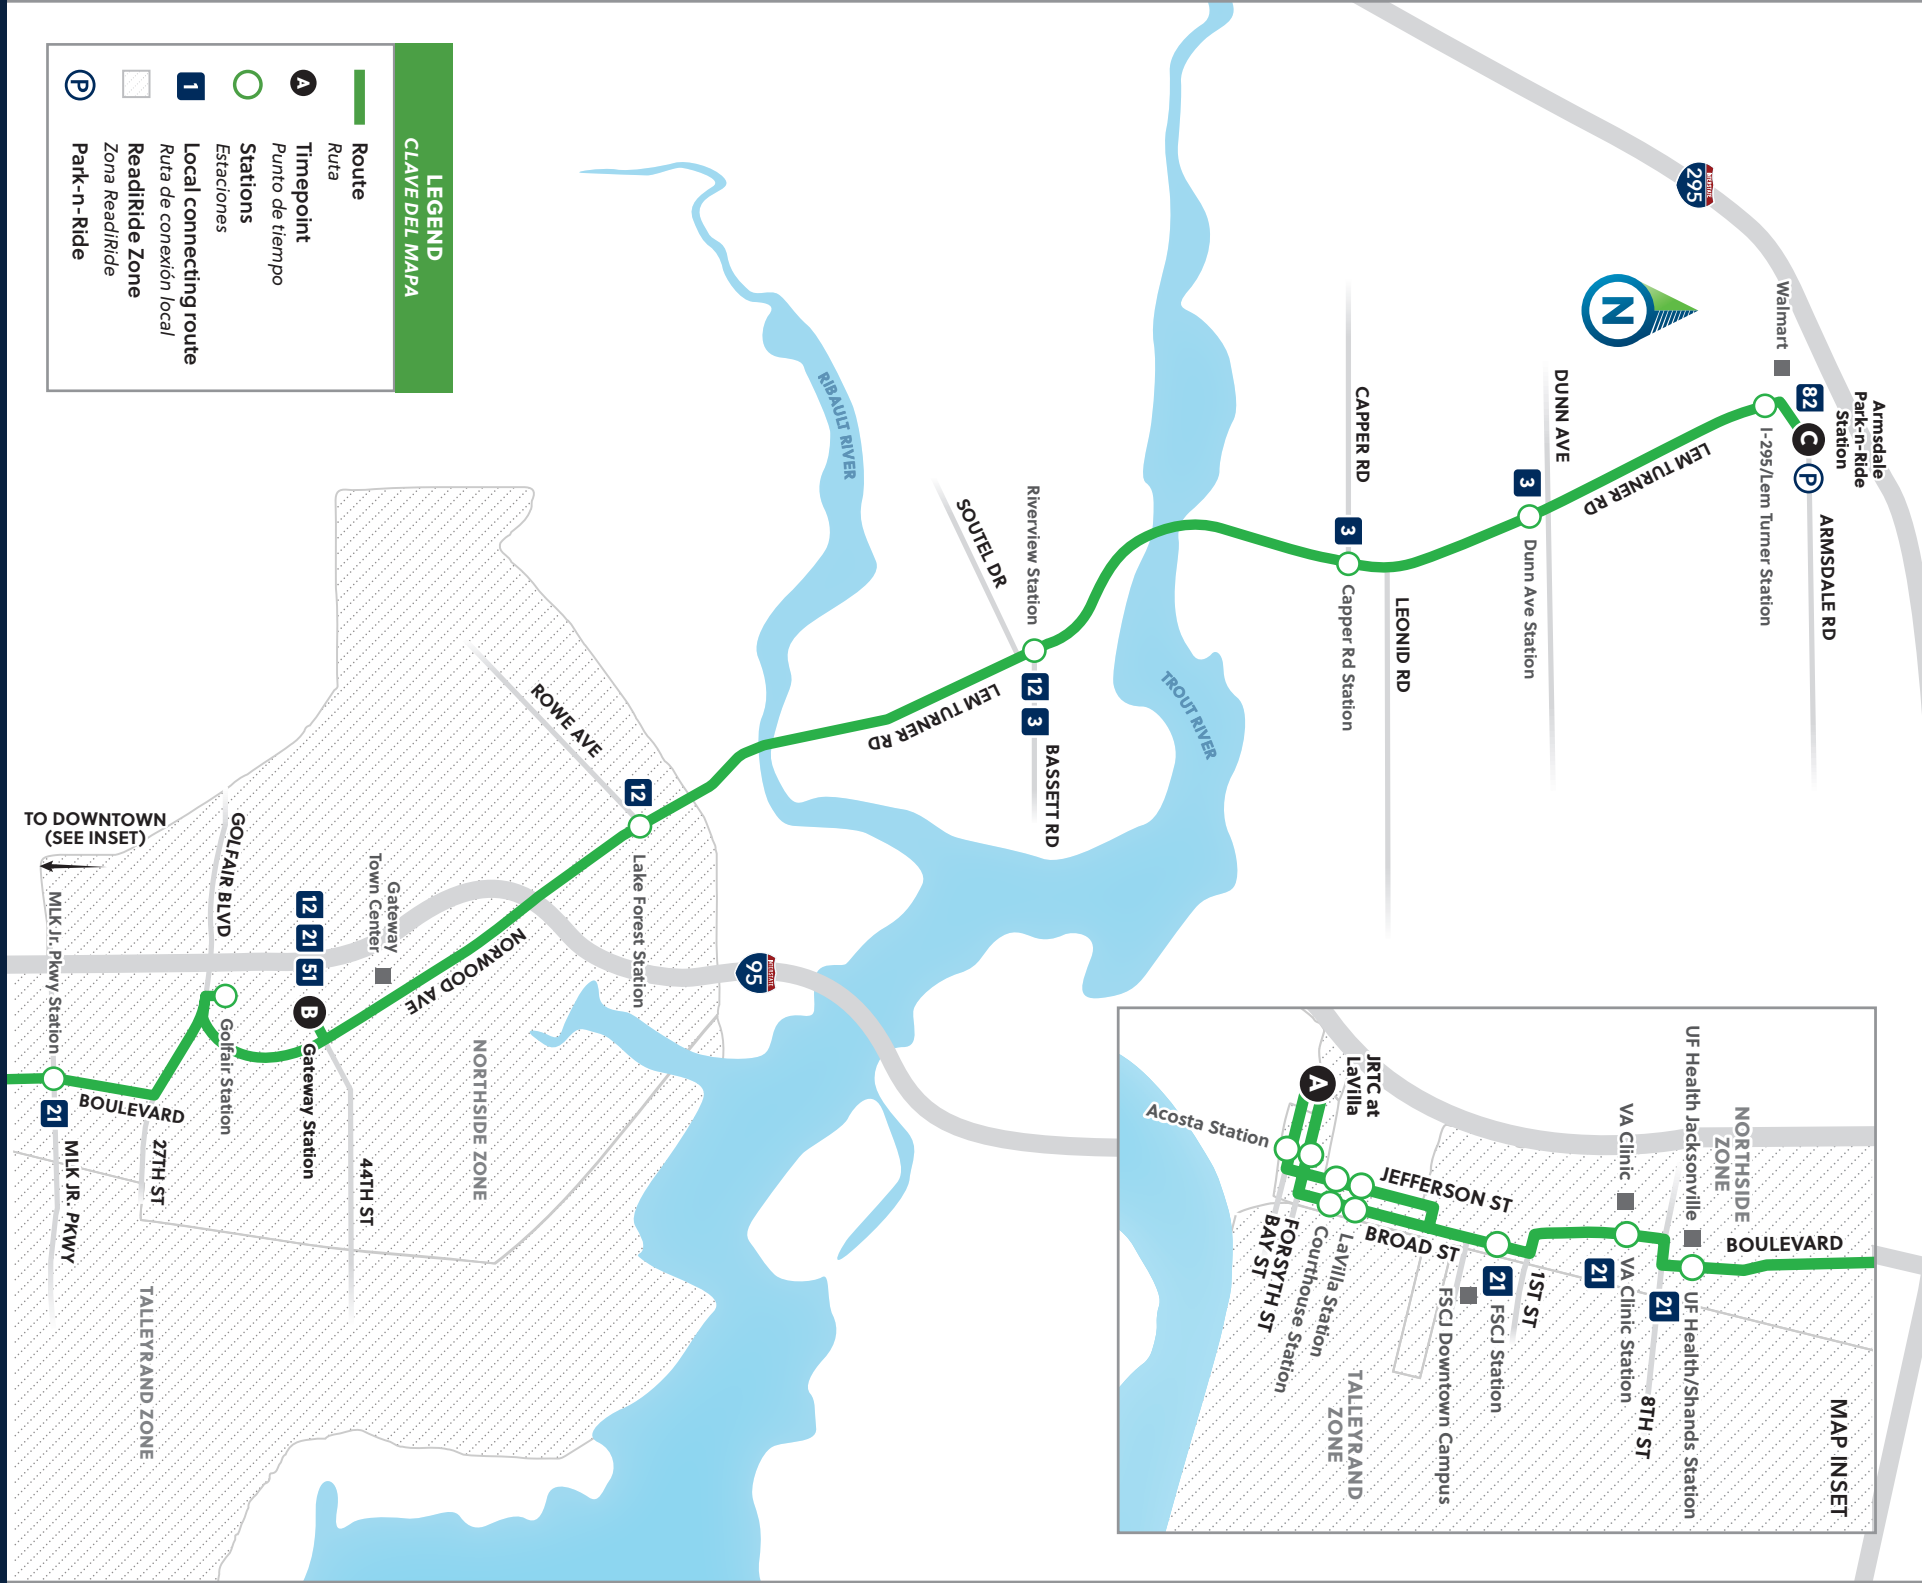 LEGEND
CLAVE DEL MAPA
Route
Ruta
A
Timepoint
Punto de tiempo
Stations
Estaciones
1
Local connecting route
Ruta de conexión local
ReadiRide Zone
Zona ReadiRide
P
Park-n-Ride
INTERSTATE
295
N
Walmart
82
Armsdale
Park-n-Ride
Station
C
P
ARMSDALE RD
I-295/Lem Turner Station
LEM TURNER RD
DUNN AVE
3
Dunn Ave Station
LEONID RD
CAPPER RD
3
Capper Rd Station
TROUT RIVER
Riverview Station
SOUTEL DR
12
3
BASSETT RD
LEM TURNER RD
RIBAULT RIVER
INTERSTATE
95
ROWE AVE
12
Lake Forest Station
NORWOOD AVE
NORTHSIDE ZONE
Gateway
Town Center
12
21
51
B
Gateway Station
44TH ST
GOLFAIR BLVD
Golfair Station
27TH ST
BOULEVARD
TALLEYRAND ZONE
TO DOWNTOWN
(SEE INSET)
MLK Jr. Pkwy Station
21
MLK JR. PKWY
MAP INSET
BOULEVARD
NORTHSIDE
ZONE
UF Health Jacksonville
UF Health/Shands Station
21
8TH ST
VA Clinic
21
VA Clinic Station
1ST ST
21
FSCJ Station
FSCJ Downtown Campus
JEFFERSON ST
BROAD ST
JRTC at
LaVilla
A
TALLEYRAND
ZONE
LaVilla Station
Courthouse Station
FORSYTH ST
BAY ST
Acosta Station